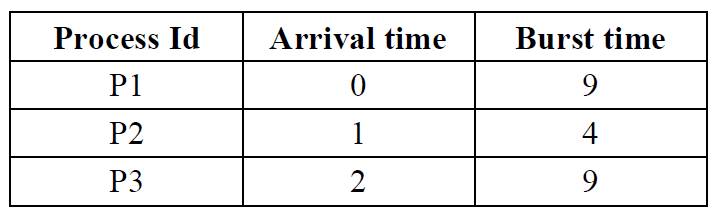 Process Id Arrival time Burst time
P1 0 9
P2 1 4
P3 2 9